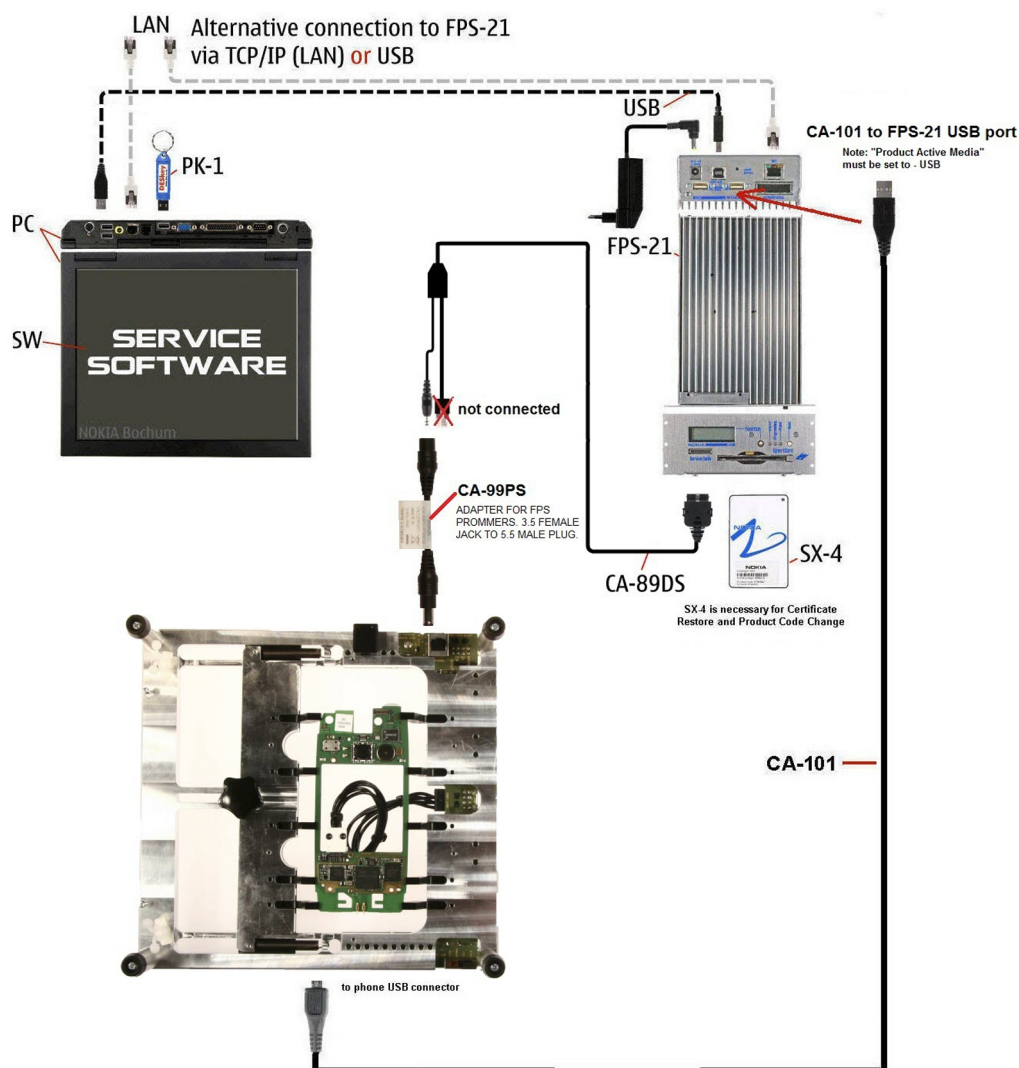 LAN
Alternative connection to FPS-21
via TCP/IP (LAN) or USB
USB
CA-101 to FPS-21 USB port
Note: "Product Active Media"
must be set to - USB
PK-1
DESkey
PC
FPS-21
SW
SERVICE
SOFTWARE
NOKIA Bochum
not connected
CA-99PS
ADAPTER FOR FPS
PROMMERS. 3.5 FEMALE
JACK TO 5.5 MALE PLUG.
NOKIA
NOKIA
SX-4
CA-89DS
SX-4 is necessary for Certificate
Restore and Product Code Change
CA-101
to phone USB connector